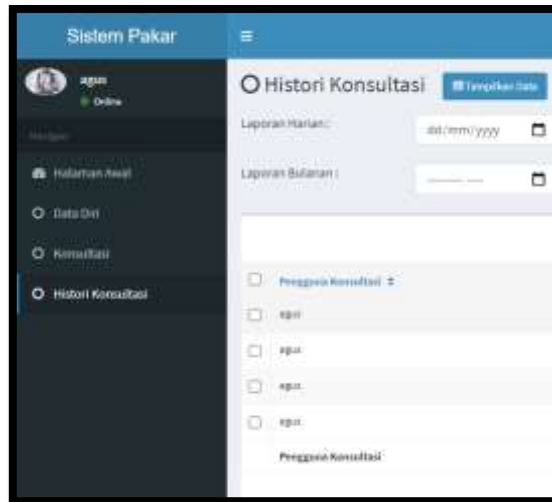 Sistem Pakar
agus
Online
Navigasi
Halaman Awal
Data Diri
Konsultasi
Histori Konsultasi
Histori Konsultasi
Tampilkan Data
Laporan Harian :
dd/mm/yyyy
Laporan Bulanan :
Pengguna Konsultasi
agus
agus
agus
agus
Pengguna Konsultasi